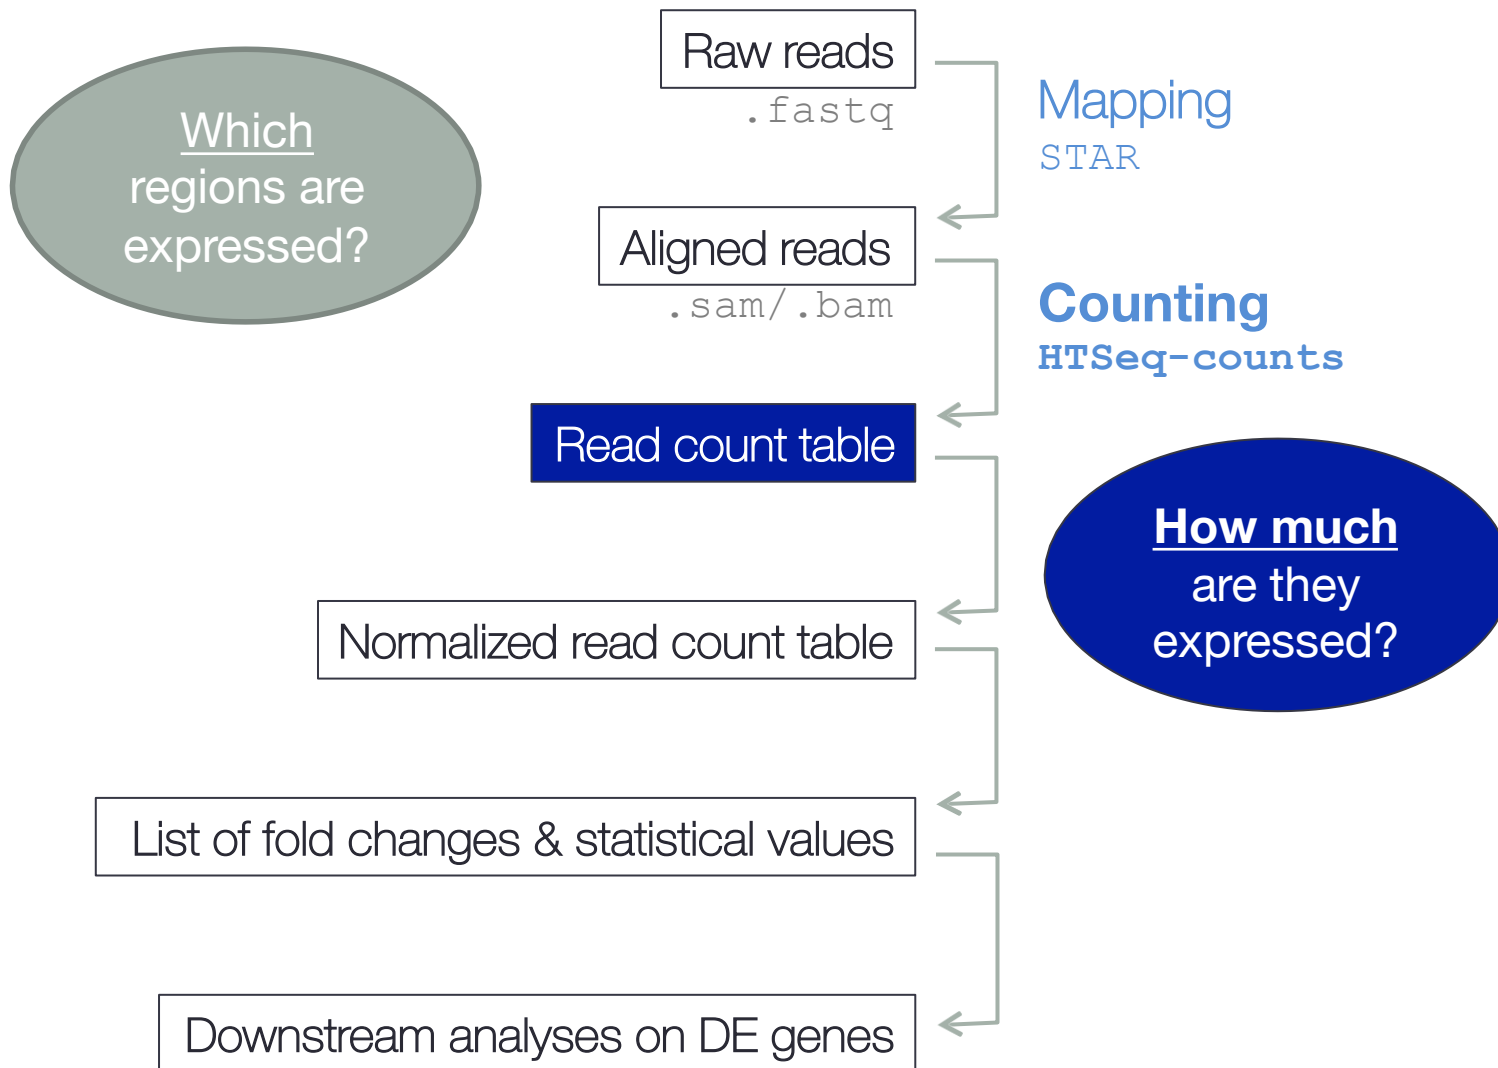 Raw reads
.fastq
Mapping
STAR
Which
regions are
expressed?
Aligned reads
.sam/.bam
Counting
HTSeq-counts
Read count table
How much
are they
expressed?
Normalized read count table
List of fold changes & statistical values
Downstream analyses on DE genes